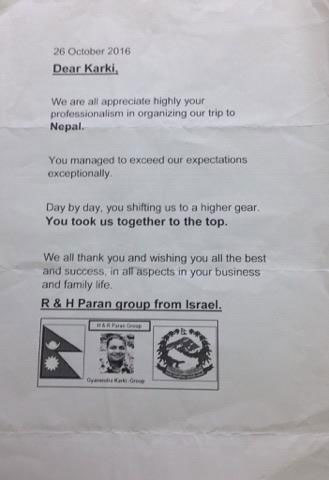 26 October 2016
Dear Karki,
We are all appreciate highly your
professionalism in organizing our trip to
Nepal.
You managed to exceed our expectations
exceptionally.
Day by day, you shifting us to a higher gear.
You took us together to the top.
We all thank you and wishing you all the best
and success, in all aspects in your business
and family life.
R & H Paran group from Israel.
H & R Paran Group
Gyanendra Karki -Group